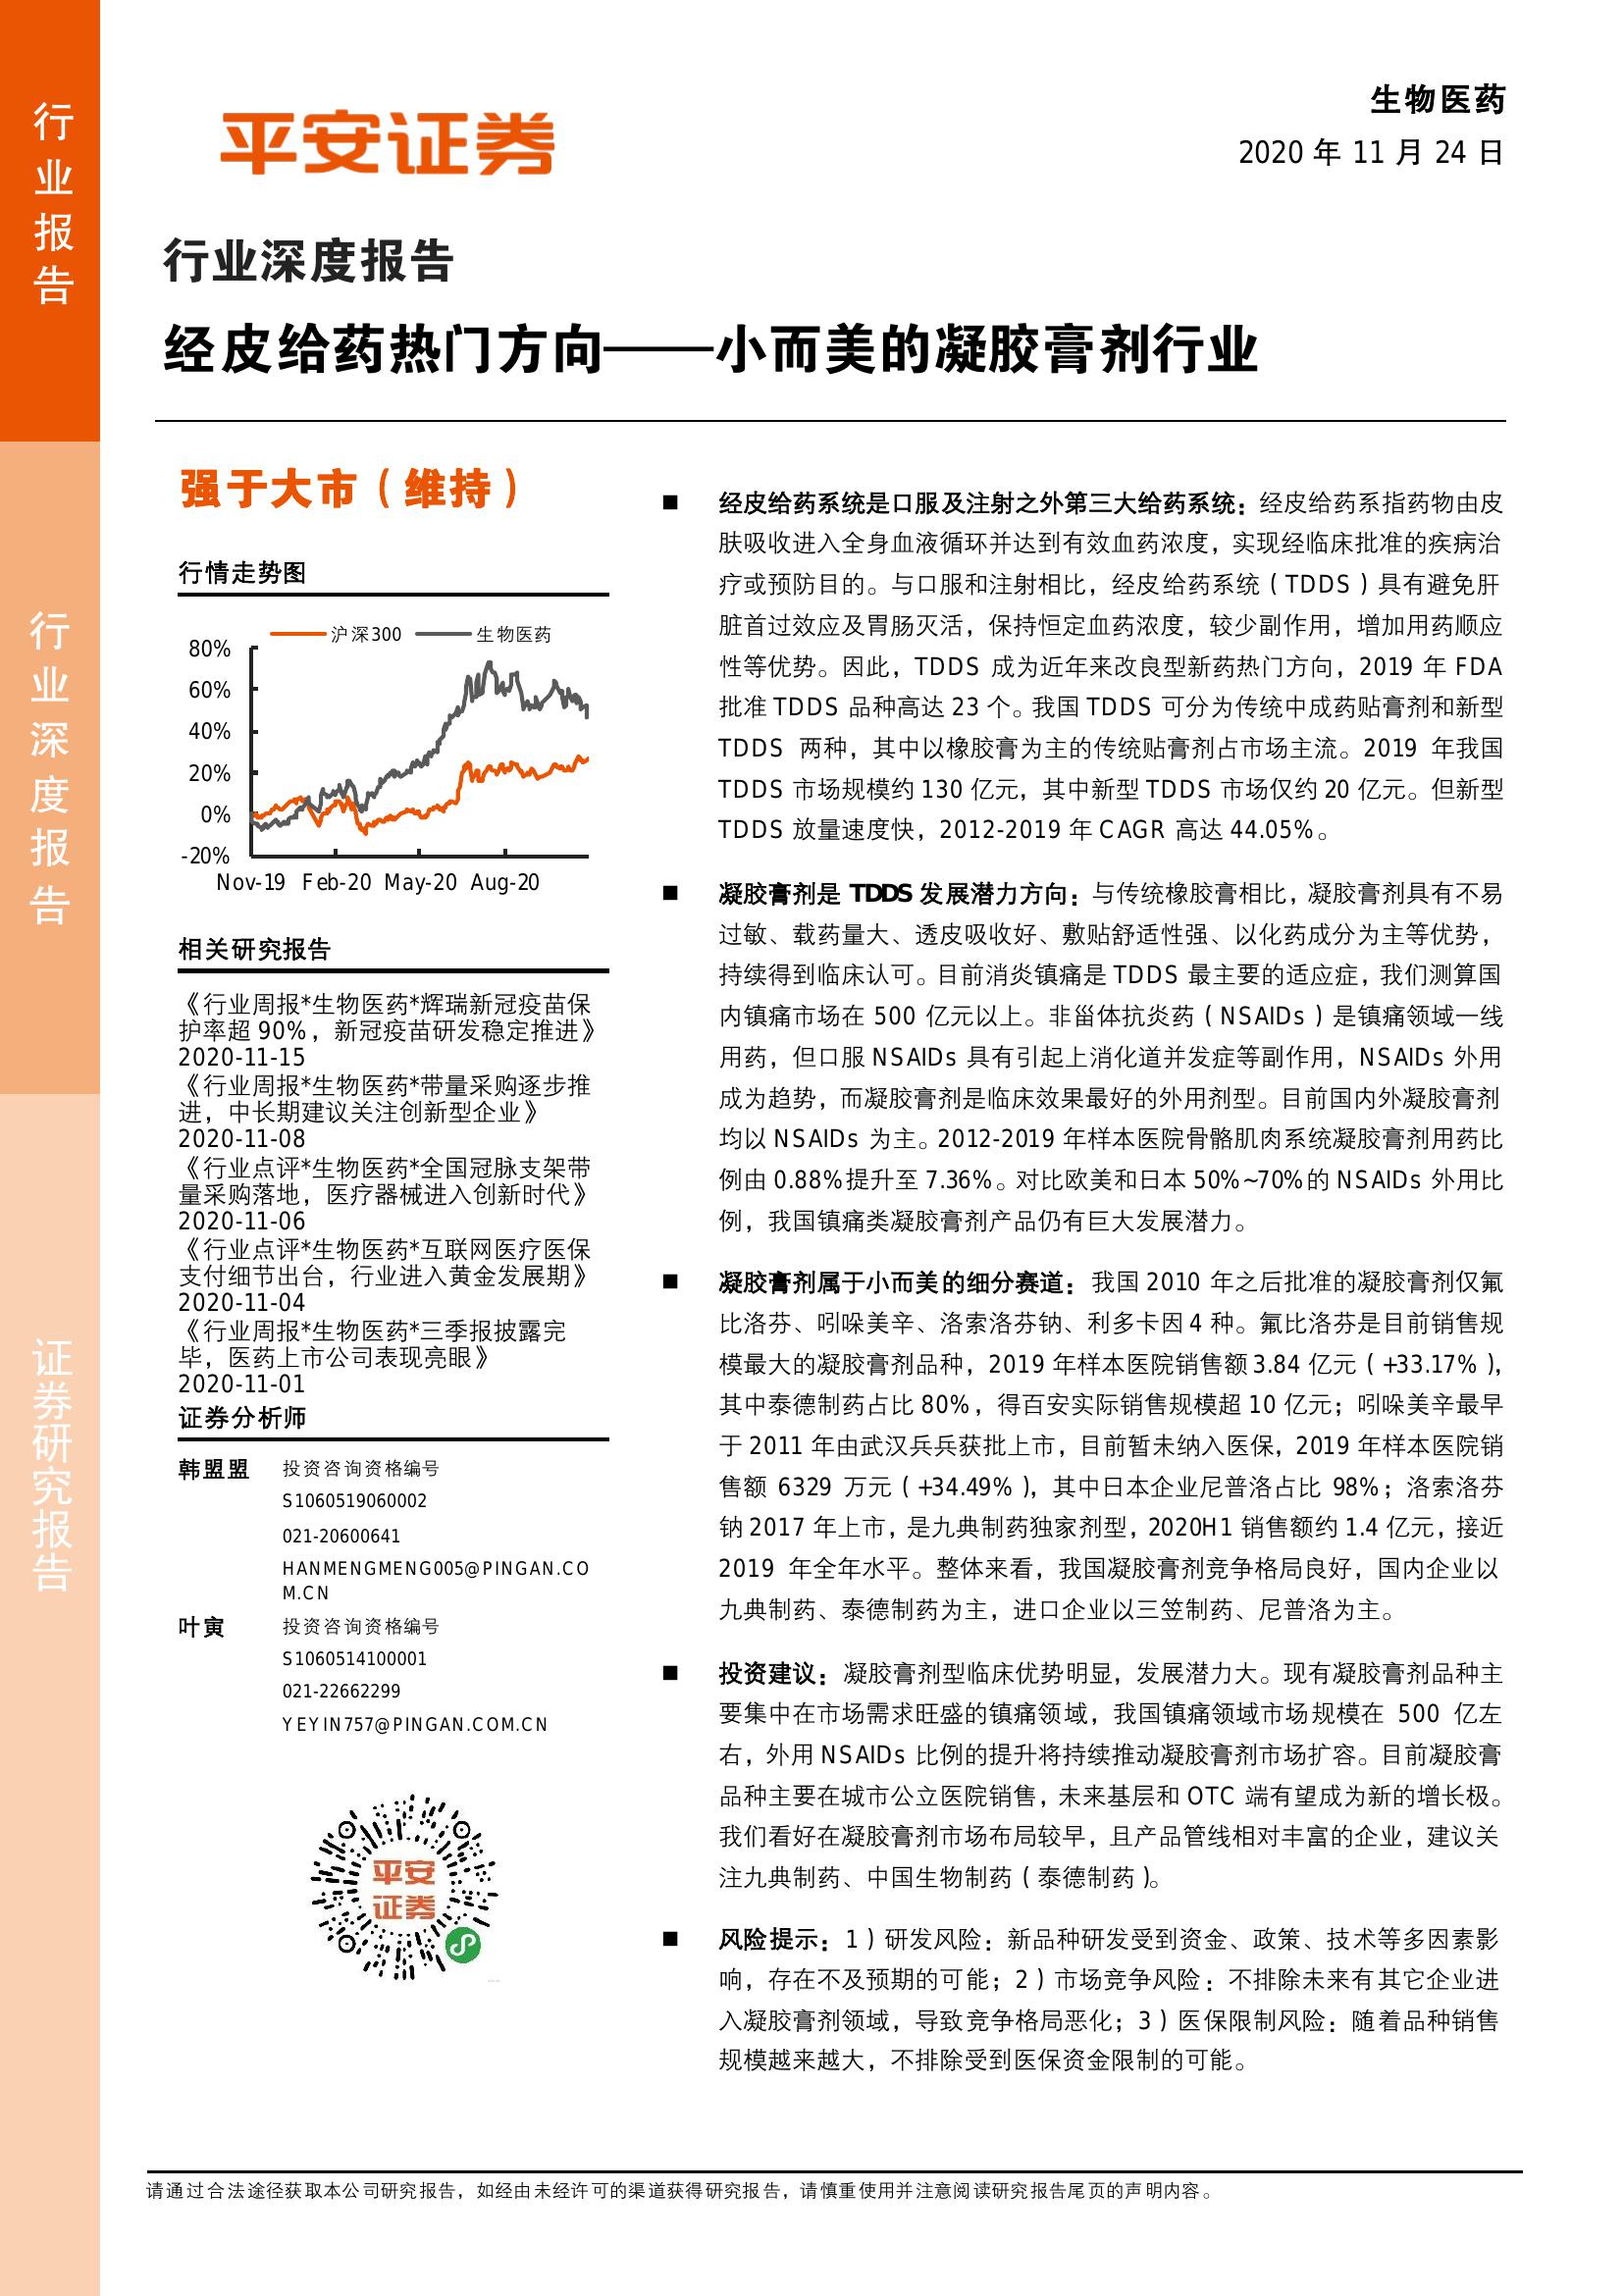 行业报告
行业深度报告
证券研究报告
平安证券
生物医药
2020 年 11 月 24 日
行业深度报告
经皮给药热门方向——小而美的凝胶膏剂行业
强于大市（维持）
行情走势图
沪深300 生物医药
80%
60%
40%
20%
0%
-20%
Nov-19 Feb-20 May-20 Aug-20
相关研究报告
《行业周报*生物医药*辉瑞新冠疫苗保
护率超 90%，新冠疫苗研发稳定推进》
2020-11-15
《行业周报*生物医药*带量采购逐步推
进，中长期建议关注创新型企业》
2020-11-08
《行业点评*生物医药*全国冠脉支架带
量采购落地，医疗器械进入创新时代》
2020-11-06
《行业点评*生物医药*互联网医疗医保
支付细节出台，行业进入黄金发展期》
2020-11-04
《行业周报*生物医药*三季报披露完
毕，医药上市公司表现亮眼》
2020-11-01
证券分析师
韩盟盟 投资咨询资格编号
S1060519060002
021-20600641
HANMENGMENG005@PINGAN.CO
M.CN
叶寅 投资咨询资格编号
S1060514100001
021-22662299
YEYIN757@PINGAN.COM.CN
平安
证券
■ 经皮给药系统是口服及注射之外第三大给药系统：经皮给药系指药物由皮
肤吸收进入全身血液循环并达到有效血药浓度，实现经临床批准的疾病治
疗或预防目的。与口服和注射相比，经皮给药系统（TDDS）具有避免肝
脏首过效应及胃肠灭活，保持恒定血药浓度，较少副作用，增加用药顺应
性等优势。因此，TDDS 成为近年来改良型新药热门方向，2019 年 FDA
批准 TDDS 品种高达 23 个。我国 TDDS 可分为传统中成药贴膏剂和新型
TDDS 两种，其中以橡胶膏为主的传统贴膏剂占市场主流。2019 年我国
TDDS 市场规模约 130 亿元，其中新型 TDDS 市场仅约 20 亿元。但新型
TDDS 放量速度快，2012-2019 年 CAGR 高达 44.05%。
■ 凝胶膏剂是 TDDS 发展潜力方向：与传统橡胶膏相比，凝胶膏剂具有不易
过敏、载药量大、透皮吸收好、敷贴舒适性强、以化药成分为主等优势，
持续得到临床认可。目前消炎镇痛是 TDDS 最主要的适应症，我们测算国
内镇痛市场在 500 亿元以上。非甾体抗炎药（NSAIDs）是镇痛领域一线
用药，但口服 NSAIDs 具有引起上消化道并发症等副作用，NSAIDs 外用
成为趋势，而凝胶膏剂是临床效果最好的外用剂型。目前国内外凝胶膏剂
均以 NSAIDs 为主。2012-2019 年样本医院骨骼肌肉系统凝胶膏剂用药比
例由 0.88%提升至 7.36%。对比欧美和日本 50%~70%的 NSAIDs 外用比
例，我国镇痛类凝胶膏剂产品仍有巨大发展潜力。
■ 凝胶膏剂属于小而美的细分赛道：我国 2010 年之后批准的凝胶膏剂仅氟
比洛芬、吲哚美辛、洛索洛芬钠、利多卡因 4 种。氟比洛芬是目前销售规
模最大的凝胶膏剂品种，2019 年样本医院销售额 3.84 亿元（+33.17%），
其中泰德制药占比 80%，得百安实际销售规模超 10 亿元；吲哚美辛最早
于 2011 年由武汉兵兵获批上市，目前暂未纳入医保，2019 年样本医院销
售额 6329 万元（+34.49%），其中日本企业尼普洛占比 98%；洛索洛芬
钠 2017 年上市，是九典制药独家剂型，2020H1 销售额约 1.4 亿元，接近
2019 年全年水平。整体来看，我国凝胶膏剂竞争格局良好，国内企业以
九典制药、泰德制药为主，进口企业以三笠制药、尼普洛为主。
■ 投资建议：凝胶膏剂型临床优势明显，发展潜力大。现有凝胶膏剂品种主
要集中在市场需求旺盛的镇痛领域，我国镇痛领域市场规模在 500 亿左
右，外用 NSAIDs 比例的提升将持续推动凝胶膏剂市场扩容。目前凝胶膏
品种主要在城市公立医院销售，未来基层和 OTC 端有望成为新的增长极。
我们看好在凝胶膏剂市场布局较早，且产品管线相对丰富的企业，建议关
注九典制药、中国生物制药（泰德制药）。
■ 风险提示：1）研发风险：新品种研发受到资金、政策、技术等多因素影
响，存在不及预期的可能；2）市场竞争风险：不排除未来有其它企业进
入凝胶膏剂领域，导致竞争格局恶化；3）医保限制风险：随着品种销售
规模越来越大，不排除受到医保资金限制的可能。
请通过合法途径获取本公司研究报告，如经由未经许可的渠道获得研究报告，请慎重使用并注意阅读研究报告尾页的声明内容。